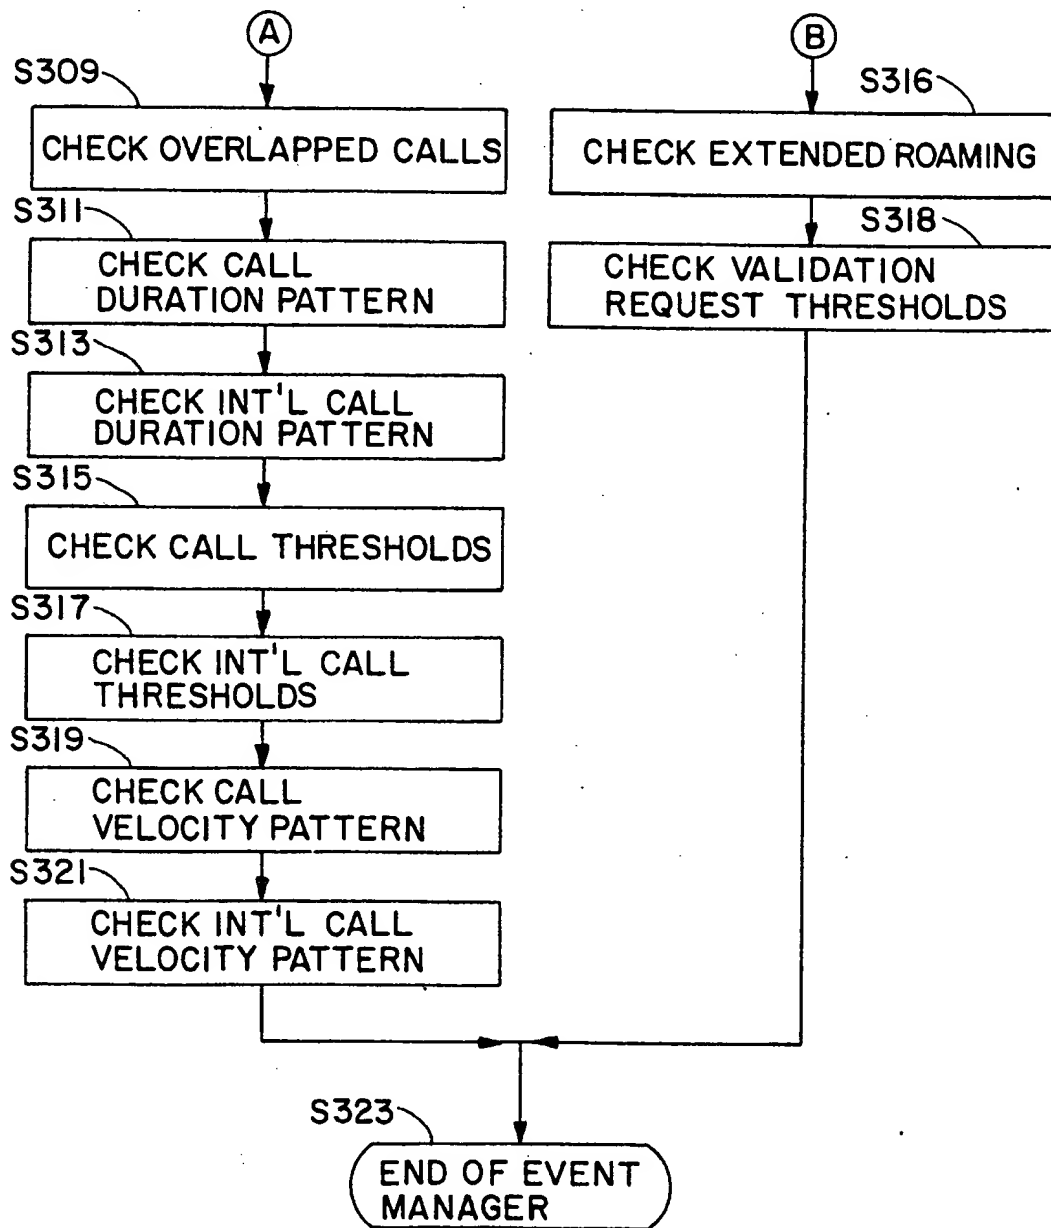 A
S309
CHECK OVERLAPPED CALLS
S311
CHECK CALL
DURATION PATTERN
S313
CHECK INT'L CALL
DURATION PATTERN
S315
CHECK CALL THRESHOLDS
S317
CHECK INT'L CALL
THRESHOLDS
S319
CHECK CALL
VELOCITY PATTERN
S321
CHECK INT'L CALL
VELOCITY PATTERN
B
S316
CHECK EXTENDED ROAMING
S318
CHECK VALIDATION
REQUEST THRESHOLDS
S323
END OF EVENT
MANAGER